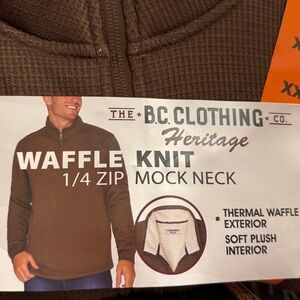 THE ★ B.C. CLOTHING ★ CO.
Heritage
WAFFLE KNIT
1/4 ZIP MOCK NECK
• THERMAL WAFFLE
EXTERIOR
SOFT PLUSH
INTERIOR